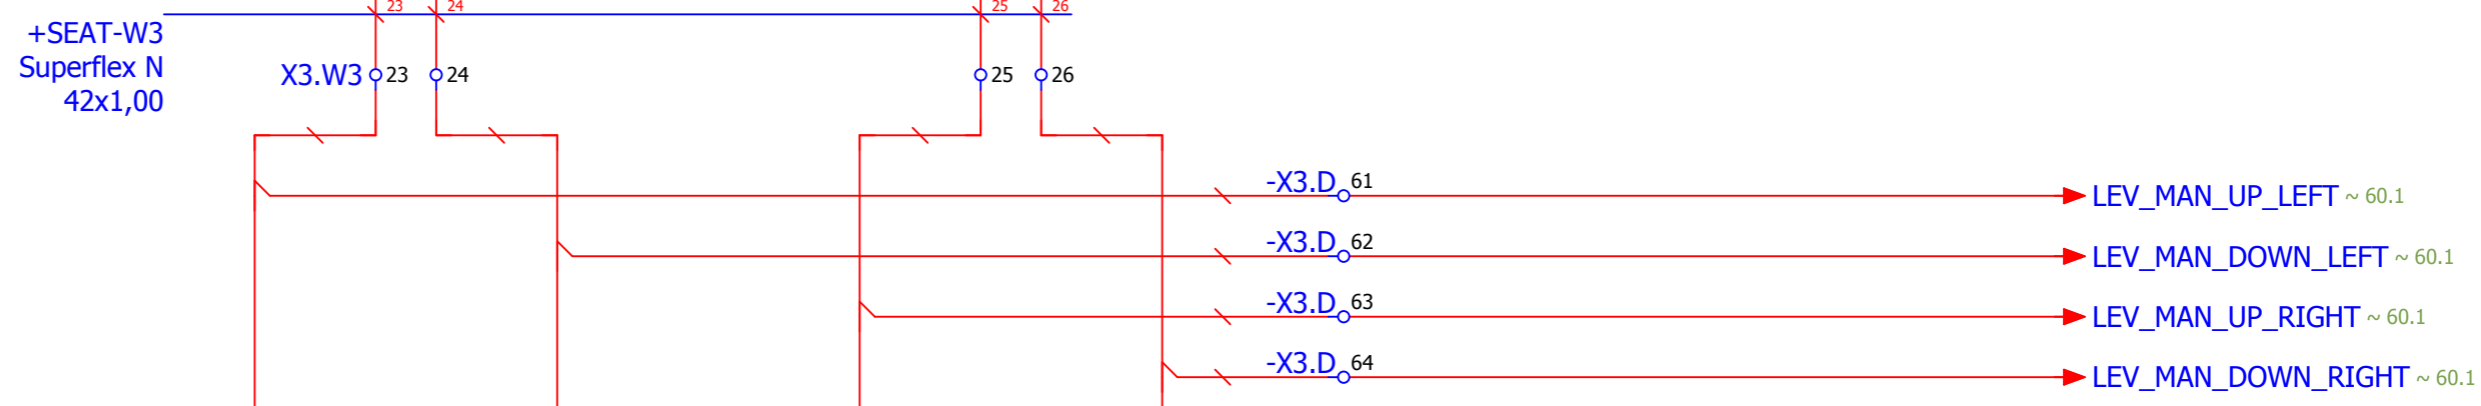 23 24 25 26
+SEAT-W3
Superflex N
42x1,00
X3.W3 23 24 25 26
-X3.D 61 LEV_MAN_UP_LEFT ~ 60.1
-X3.D 62 LEV_MAN_DOWN_LEFT ~ 60.1
-X3.D 63 LEV_MAN_UP_RIGHT ~ 60.1
-X3.D 64 LEV_MAN_DOWN_RIGHT ~ 60.1